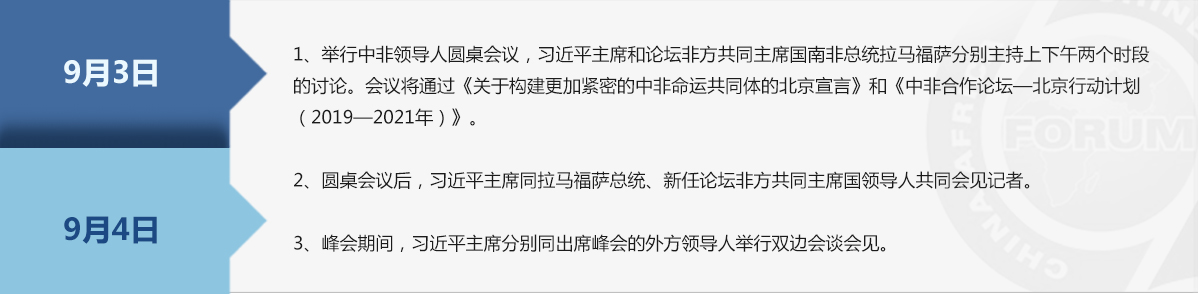 9月3日
9月4日
1、举行中非领导人圆桌会议，习近平主席和论坛非方共同主席国南非总统拉马福萨分别主持上下午两个时段
的讨论。会议将通过《关于构建更加紧密的中非命运共同体的北京宣言》和《中非合作论坛—北京行动计划
（2019—2021年）》。
2、圆桌会议后，习近平主席同拉马福萨总统、新任论坛非方共同主席国领导人共同会见记者。
3、峰会期间，习近平主席分别同出席峰会的外方领导人举行双边会谈会见。
FORUM